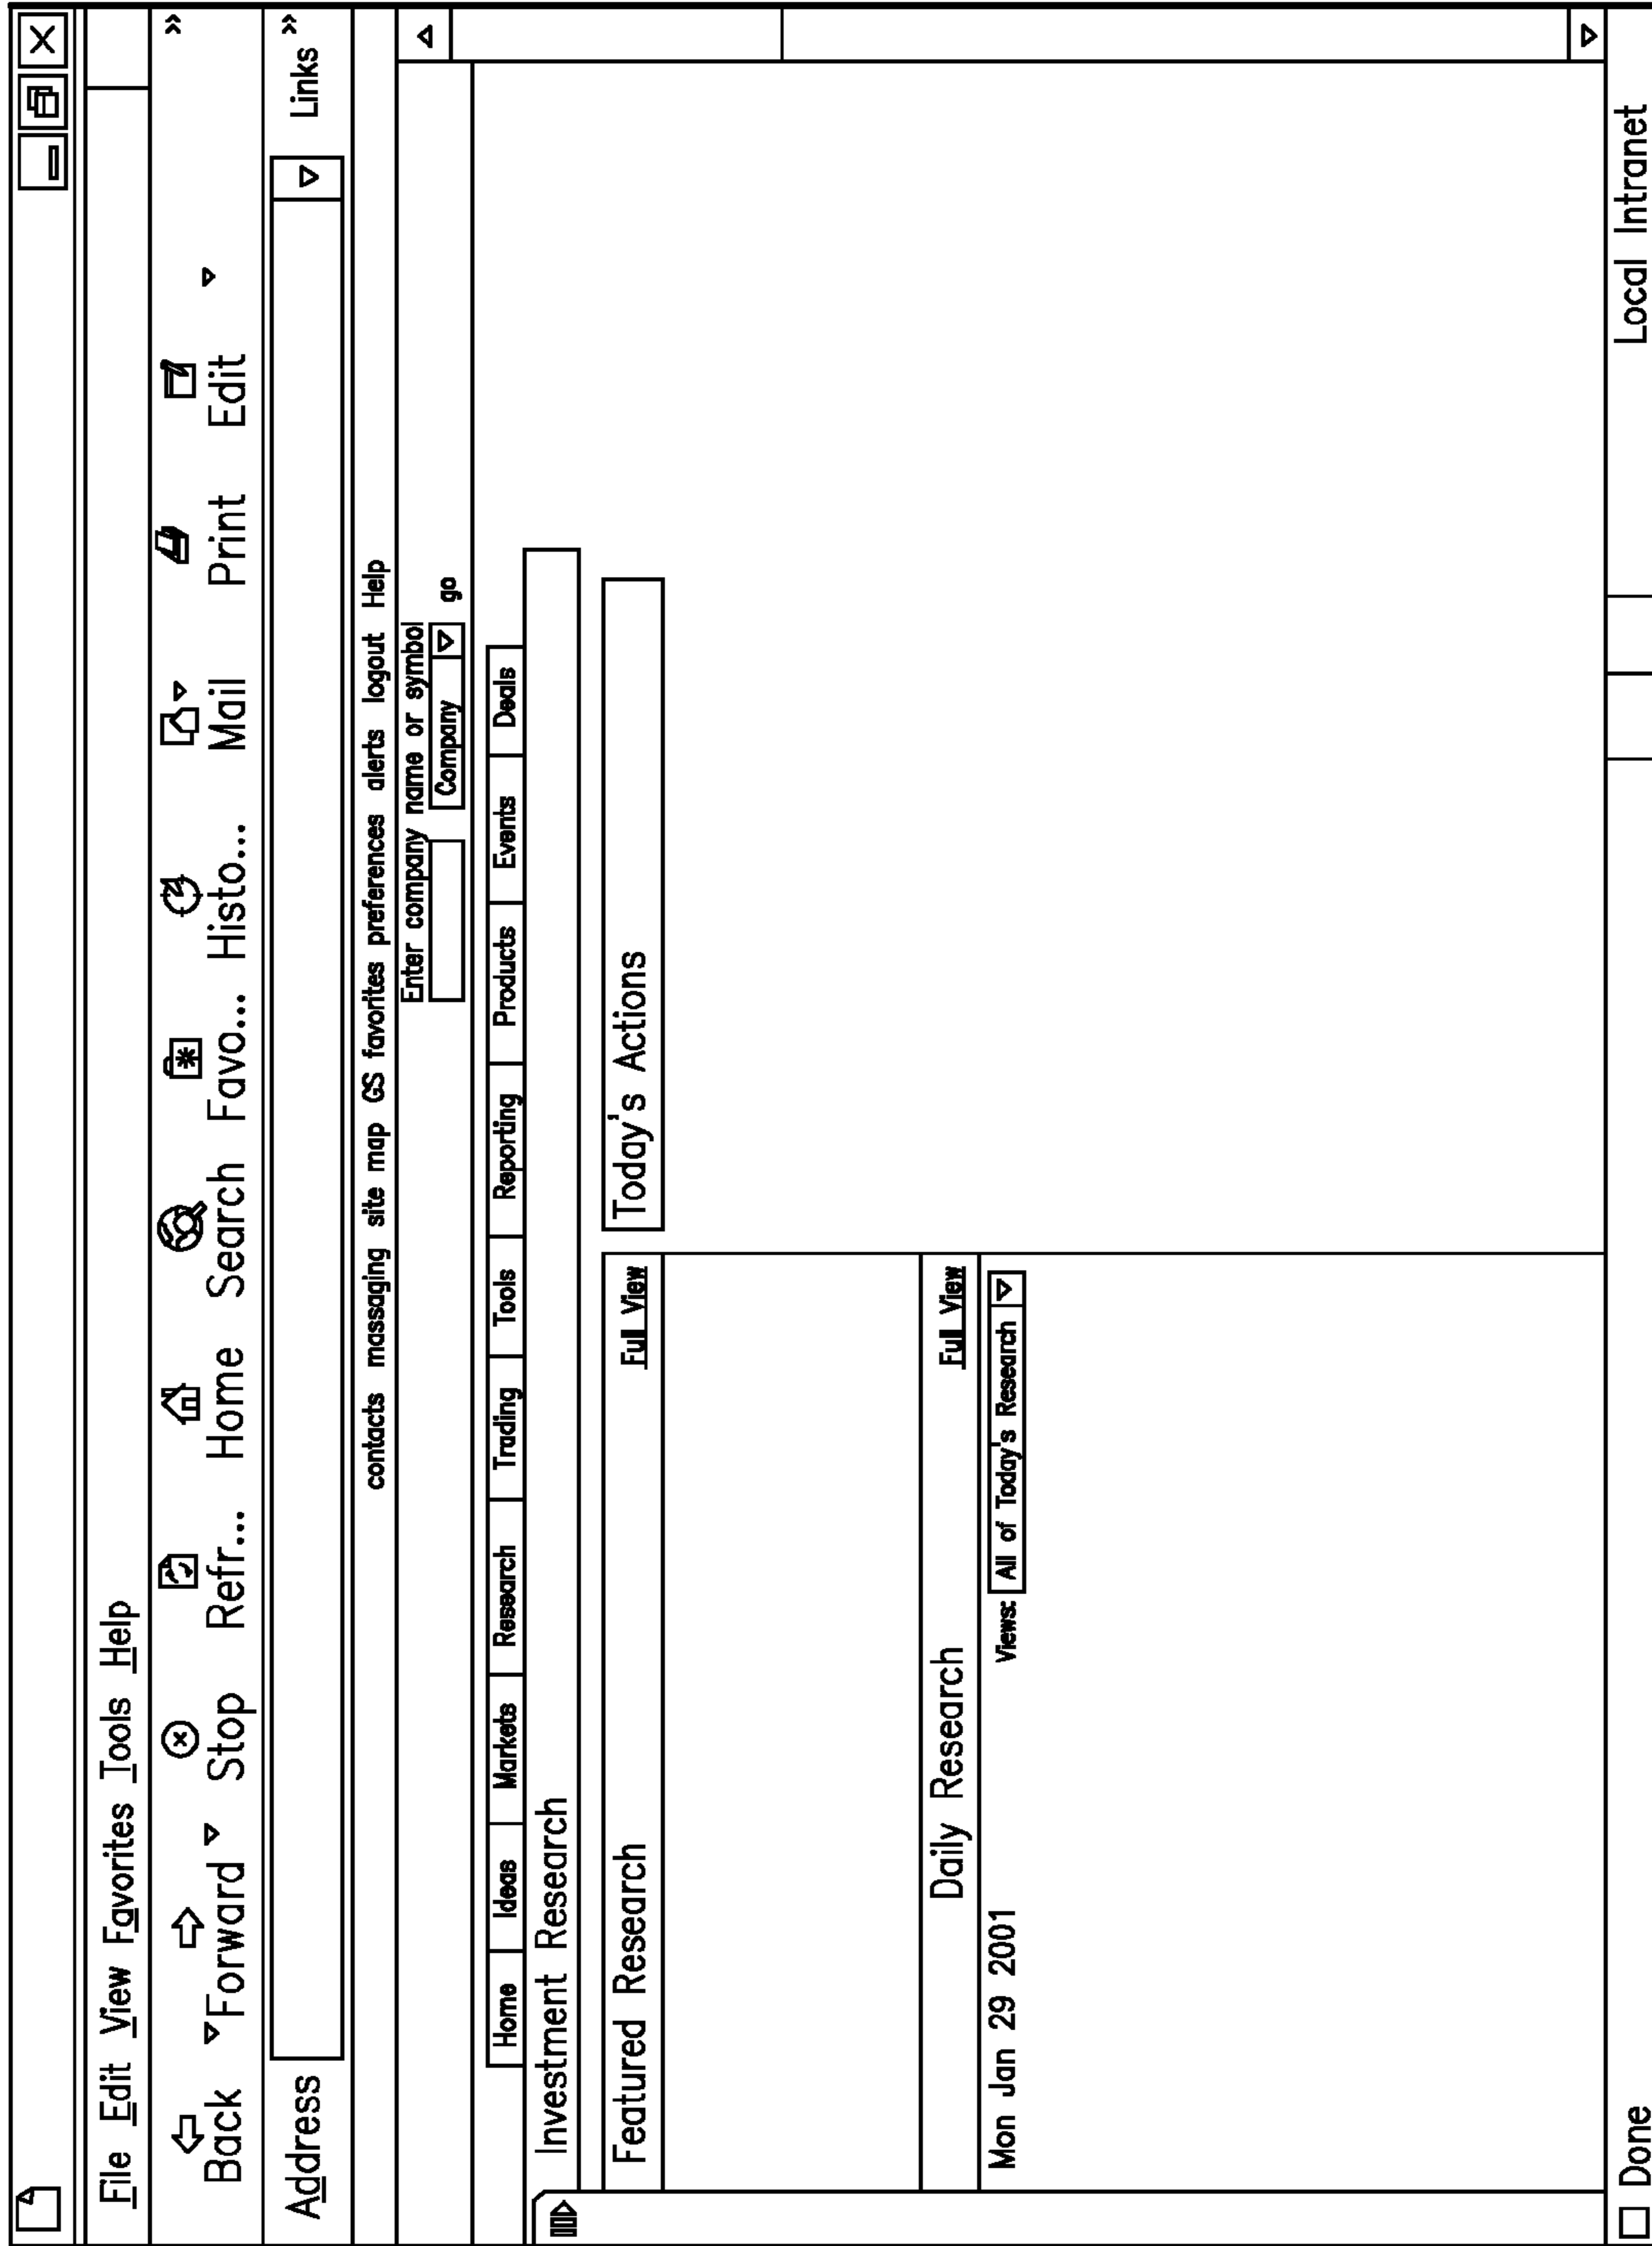 File Edit View Favorites Tools Help
Back Forward Stop Refr... Home Search Favo... Histo... Mail Print Edit »
Address Links »
contacts massaging site map GS favorites preferences alerts logout Help
Enter company name or symbol
Company go
Home Ideas Markets Research Trading Tools Reporting Products Events Deals
Investment Research
Featured Research Full View Today's Actions
Daily Research Full View
Mon Jan 29 2001 Views: All of Today's Research
Done Local Intranet